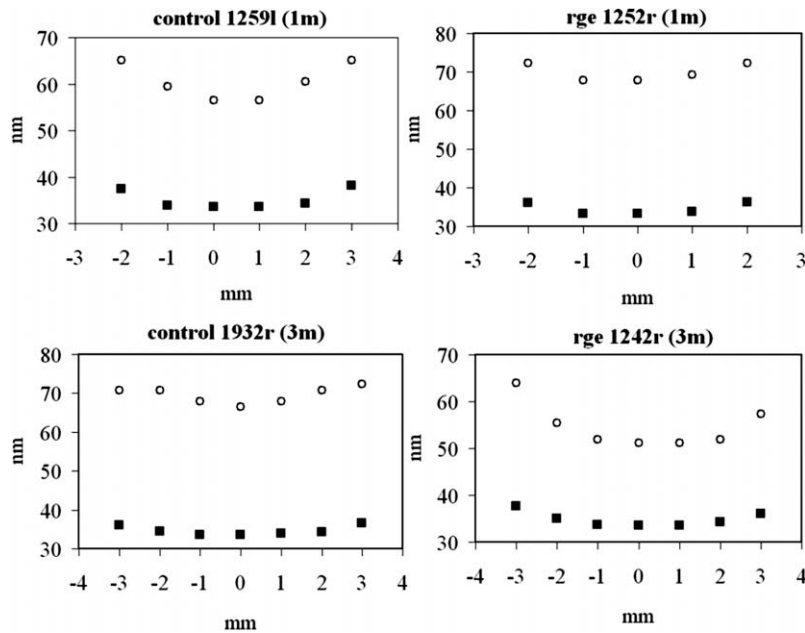 control 1259l (1m)
70
60
50
40
30
nm
-3 -2 -1 0 1 2 3 4
mm
rge 1252r (1m)
80
70
60
50
40
30
nm
-3 -2 -1 0 1 2 3
mm
control 1932r (3m)
80
70
60
50
40
30
nm
-4 -3 -2 -1 0 1 2 3 4
mm
rge 1242r (3m)
70
60
50
40
30
nm
-4 -3 -2 -1 0 1 2 3 4
mm